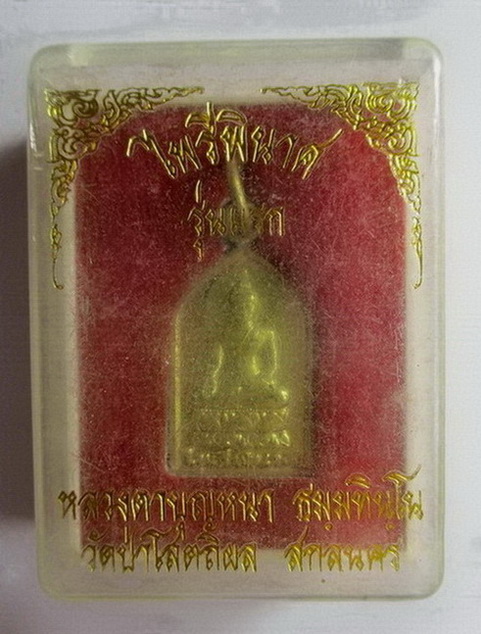 ไพรีพินาศ
รุ่นแรก
หลวงตาบุญหนา ธมฺมทินฺโน
วัดป่าโสตถิผล สกลนคร